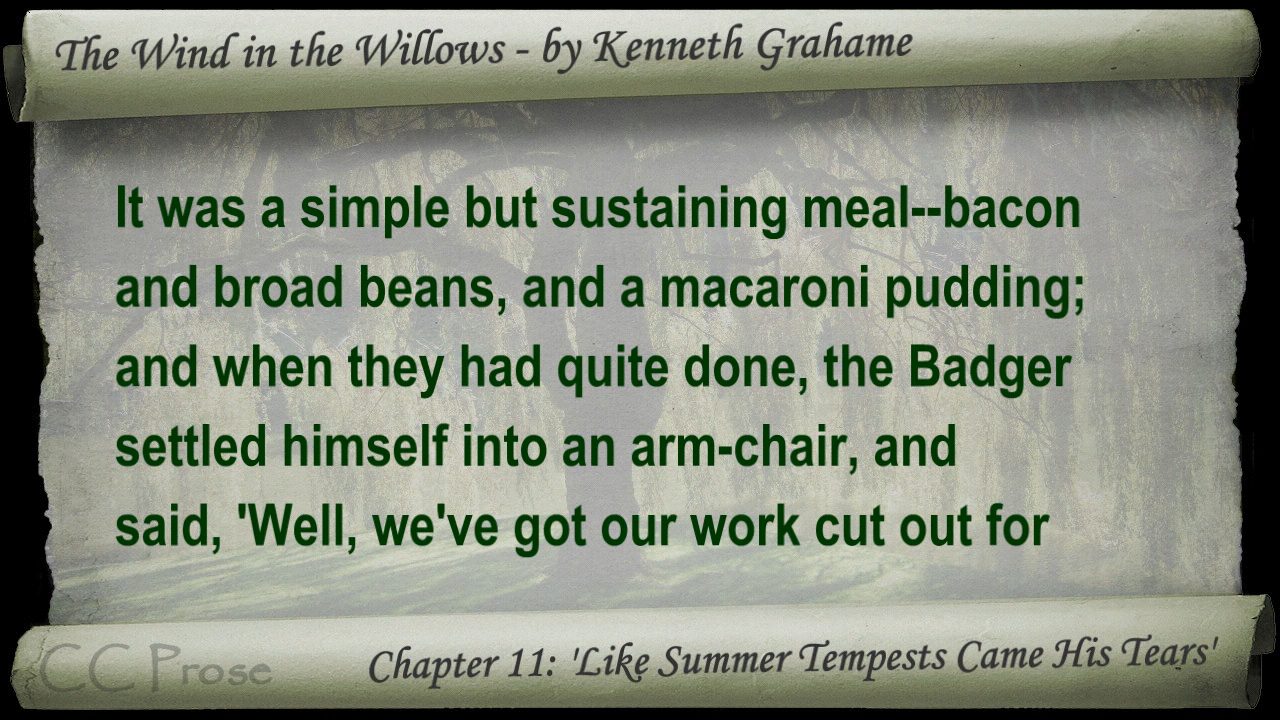 The Wind in the Willows - by Kenneth Grahame
It was a simple but sustaining meal--bacon
and broad beans, and a macaroni pudding;
and when they had quite done, the Badger
settled himself into an arm-chair, and
said, 'Well, we've got our work cut out for
CC Prose
Chapter 11: 'Like Summer Tempests Came His Tears'